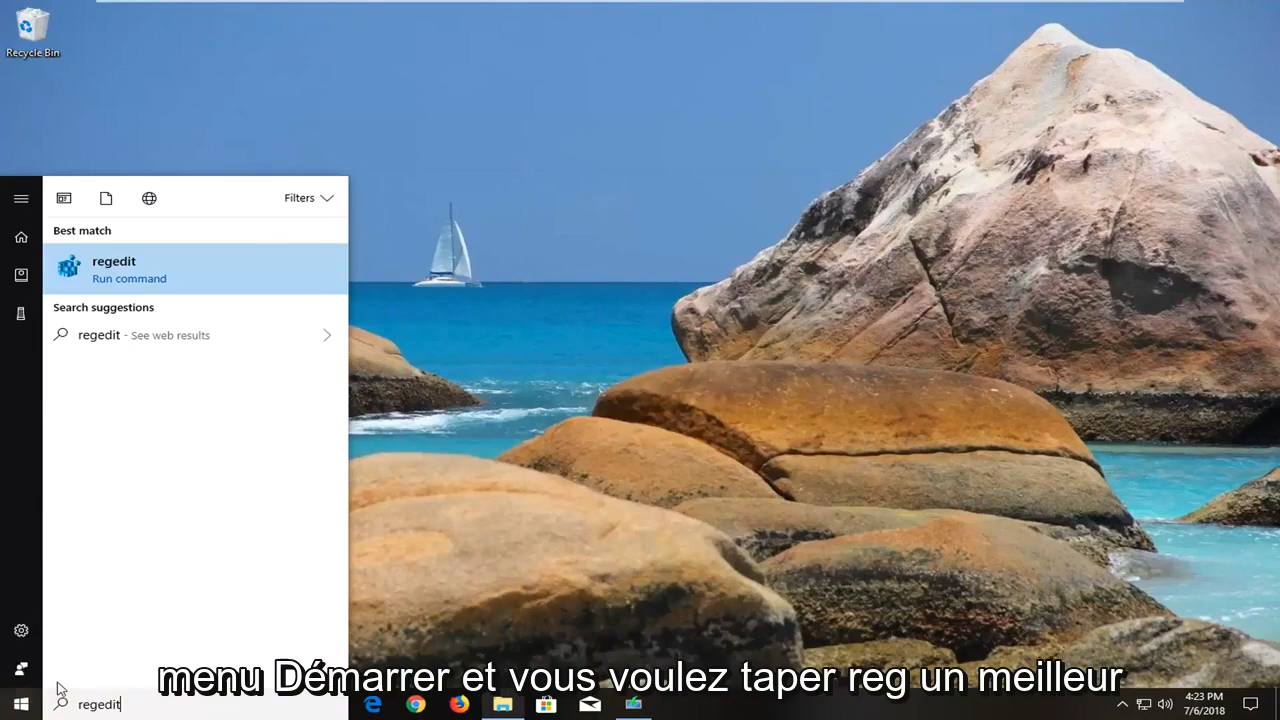 Recycle Bin
Filters
Best match
regedit
Run command
Search suggestions
regedit - See web results
menu Démarrer et vous voulez taper reg un meilleur
regedit
4:23 PM
7/6/2018